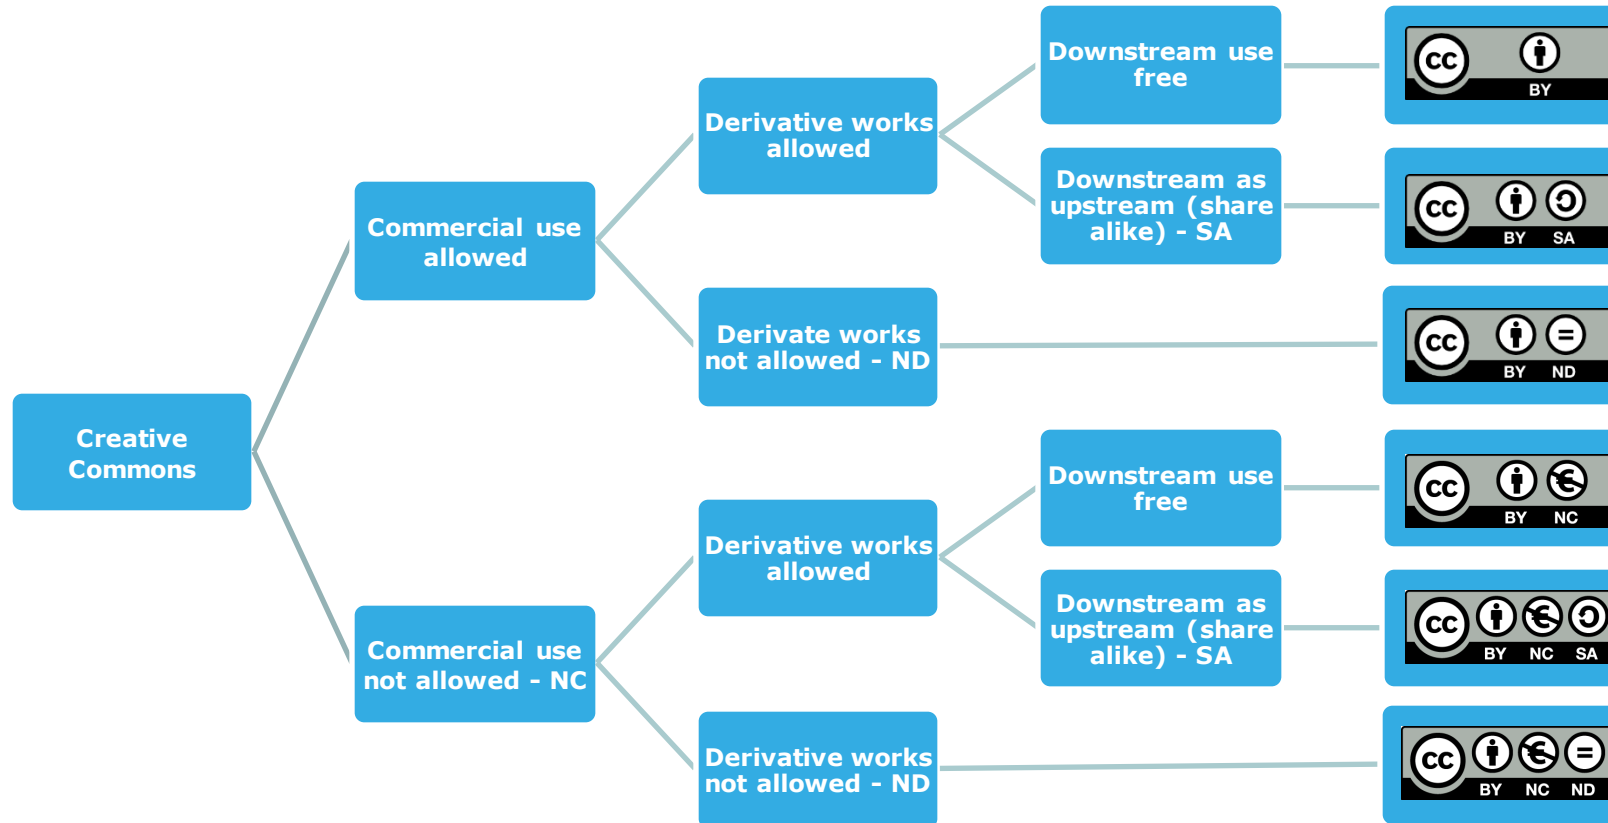 Creative
Commons
Commercial use
allowed
Commercial use
not allowed - NC
Derivative works
allowed
Derivate works
not allowed - ND
Derivative works
allowed
Derivative works
not allowed - ND
Downstream use
free
Downstream as
upstream (share
alike) - SA
Downstream use
free
Downstream as
upstream (share
alike) - SA
CC
BY
CC
BY SA
CC =
BY ND
CC €
BY NC
CC €
BY NC SA
CC € =
BY NC ND